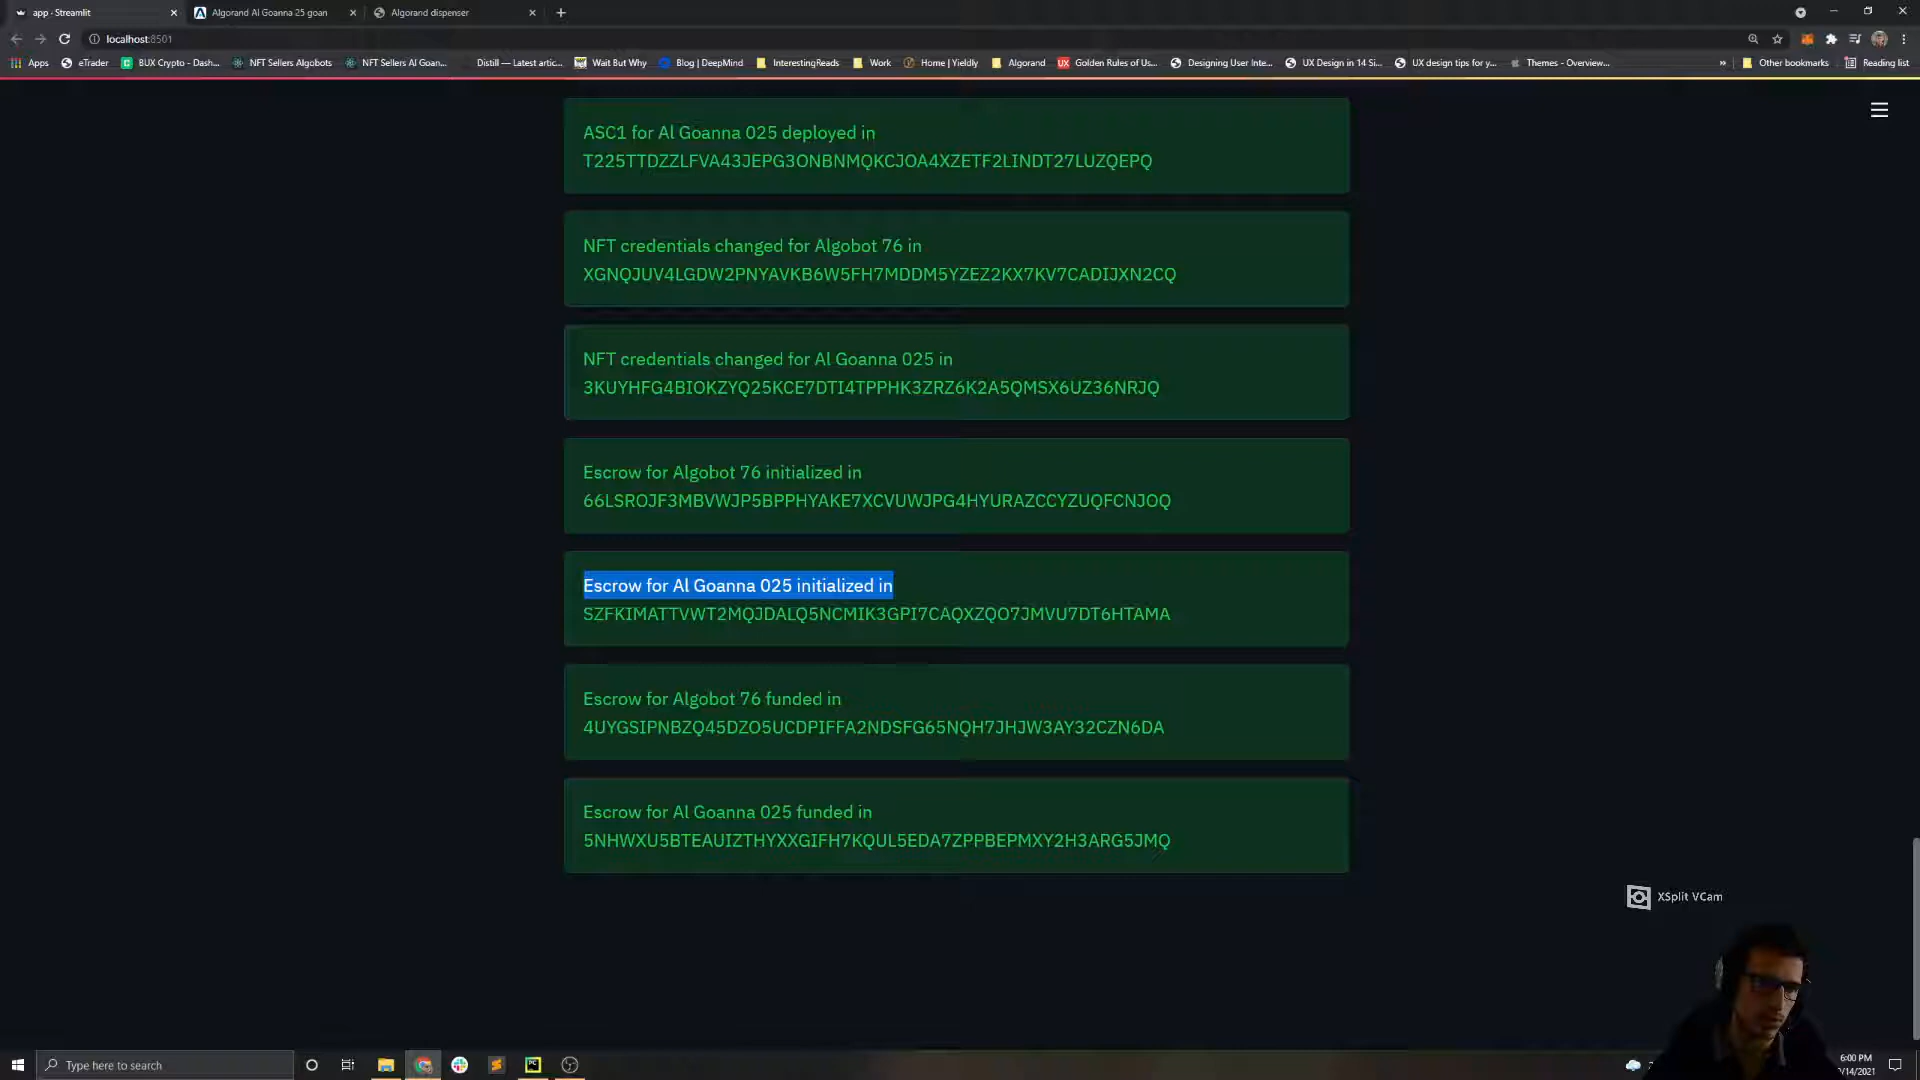 app - Streamlit
Algorand Al Goanna 25 goan
Algorand dispenser
localhost:8501
Apps
eTrader
BUX Crypto - Dash...
NFT Sellers Algobots
NFT Sellers Al Goan...
Distill — Latest artic...
Wait But Why
Blog | DeepMind
InterestingReads
Work
Home | Yieldly
Algorand
UX Golden Rules of Us...
Designing User Inte...
UX Design in 14 Si...
UX design tips for y...
Themes - Overview...
»
Other bookmarks
Reading list
ASC1 for Al Goanna 025 deployed in
T225TTDZZLFVA43JEPG3ONBNMQKCJOA4XZETF2LINDT27LUZQEPQ
NFT credentials changed for Algobot 76 in
XGNQJUV4LGDW2PNYAVKB6W5FH7MDDM5YZEZ2KX7KV7CADIJXN2CQ
NFT credentials changed for Al Goanna 025 in
3KUYHFG4BIOKZYQ25KCE7DTI4TPPHK3ZRZ6K2A5QMSX6UZ36NRJQ
Escrow for Algobot 76 initialized in
66LSROJF3MBVWJP5BPPHYAKE7XCVUWJPG4HYURAZCCYZUQFCNJOQ
Escrow for Al Goanna 025 initialized in
SZFKIMATTVWT2MQJDALQ5NCMIK3GPI7CAQXZQO7JMVU7DT6HTAMA
Escrow for Algobot 76 funded in
4UYGSIPNBZQ45DZO5UCDPIFFA2NDSFG65NQH7JHJW3AY32CZN6DA
Escrow for Al Goanna 025 funded in
5NHWXU5BTEAUIZTHYXXGIFH7KQUL5EDA7ZPPBEPMXY2H3ARG5JMQ
XSplit VCam
Type here to search
6:00 PM
/14/2021